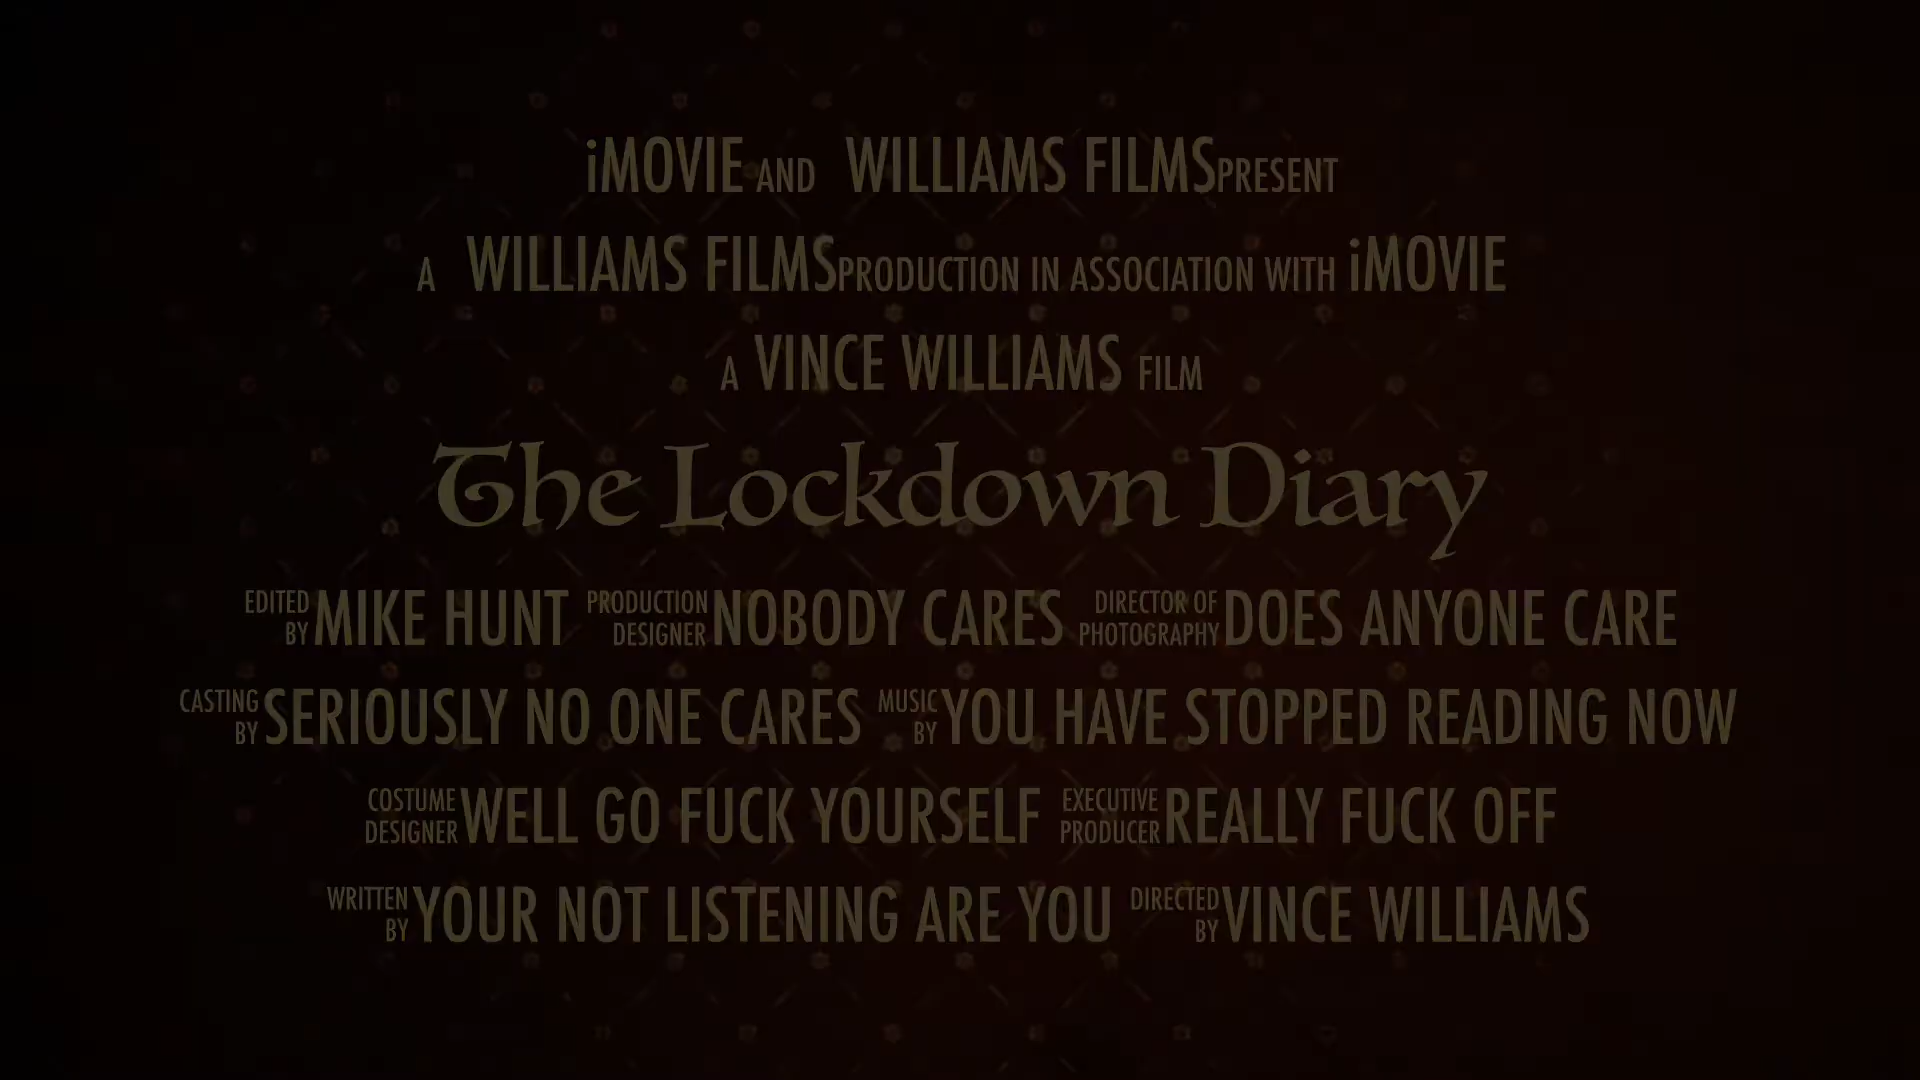 iMOVIE AND WILLIAMS FILMS PRESENT
A WILLIAMS FILMS PRODUCTION IN ASSOCIATION WITH iMOVIE
A VINCE WILLIAMS FILM
The Lockdown Diary
EDITED BY MIKE HUNT PRODUCTION DESIGNER NOBODY CARES DIRECTOR OF PHOTOGRAPHY DOES ANYONE CARE
CASTING BY SERIOUSLY NO ONE CARES MUSIC BY YOU HAVE STOPPED READING NOW
COSTUME DESIGNER WELL GO FUCK YOURSELF EXECUTIVE PRODUCER REALLY FUCK OFF
WRITTEN BY YOUR NOT LISTENING ARE YOU DIRECTED BY VINCE WILLIAMS